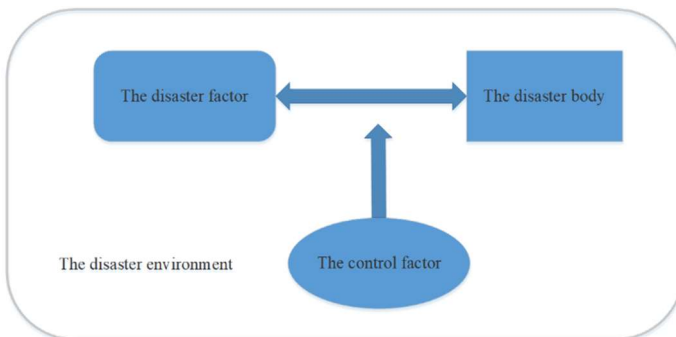 The disaster factor
The disaster body
The disaster environment
The control factor